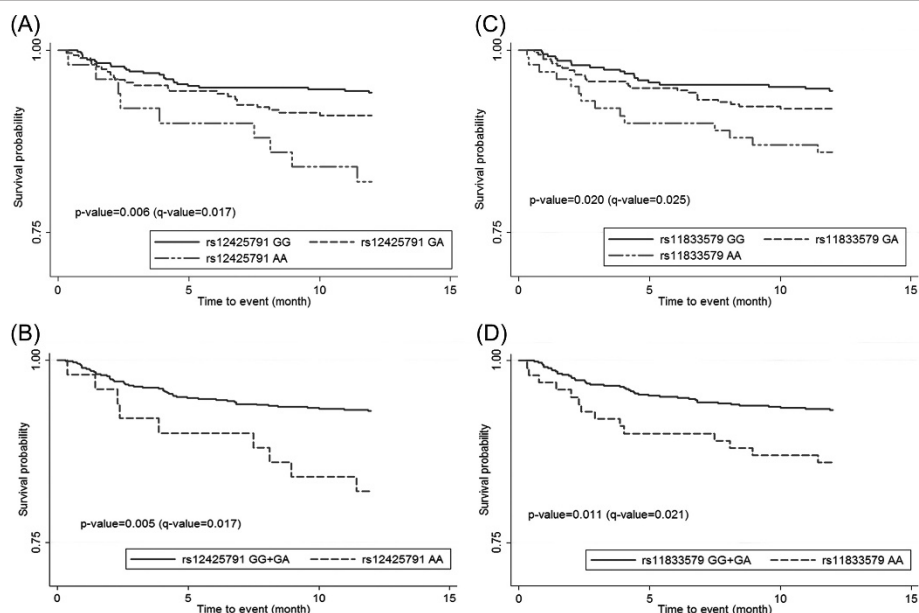 (A)
1.00
0.75
Survival probability
p-value=0.006 (q-value=0.017)
rs12425791 GG
rs12425791 GA
rs12425791 AA
0
5
10
15
Time to event (month)
(C)
1.00
0.75
Survival probability
p-value=0.020 (q-value=0.025)
rs11833579 GG
rs11833579 GA
rs11833579 AA
0
5
10
15
Time to event (month)
(B)
1.00
0.75
Survival probability
p-value=0.005 (q-value=0.017)
rs12425791 GG+GA
rs12425791 AA
0
5
10
15
Time to event (month)
(D)
1.00
0.75
Survival probability
p-value=0.011 (q-value=0.021)
rs11833579 GG+GA
rs11833579 AA
0
5
10
15
Time to event (month)